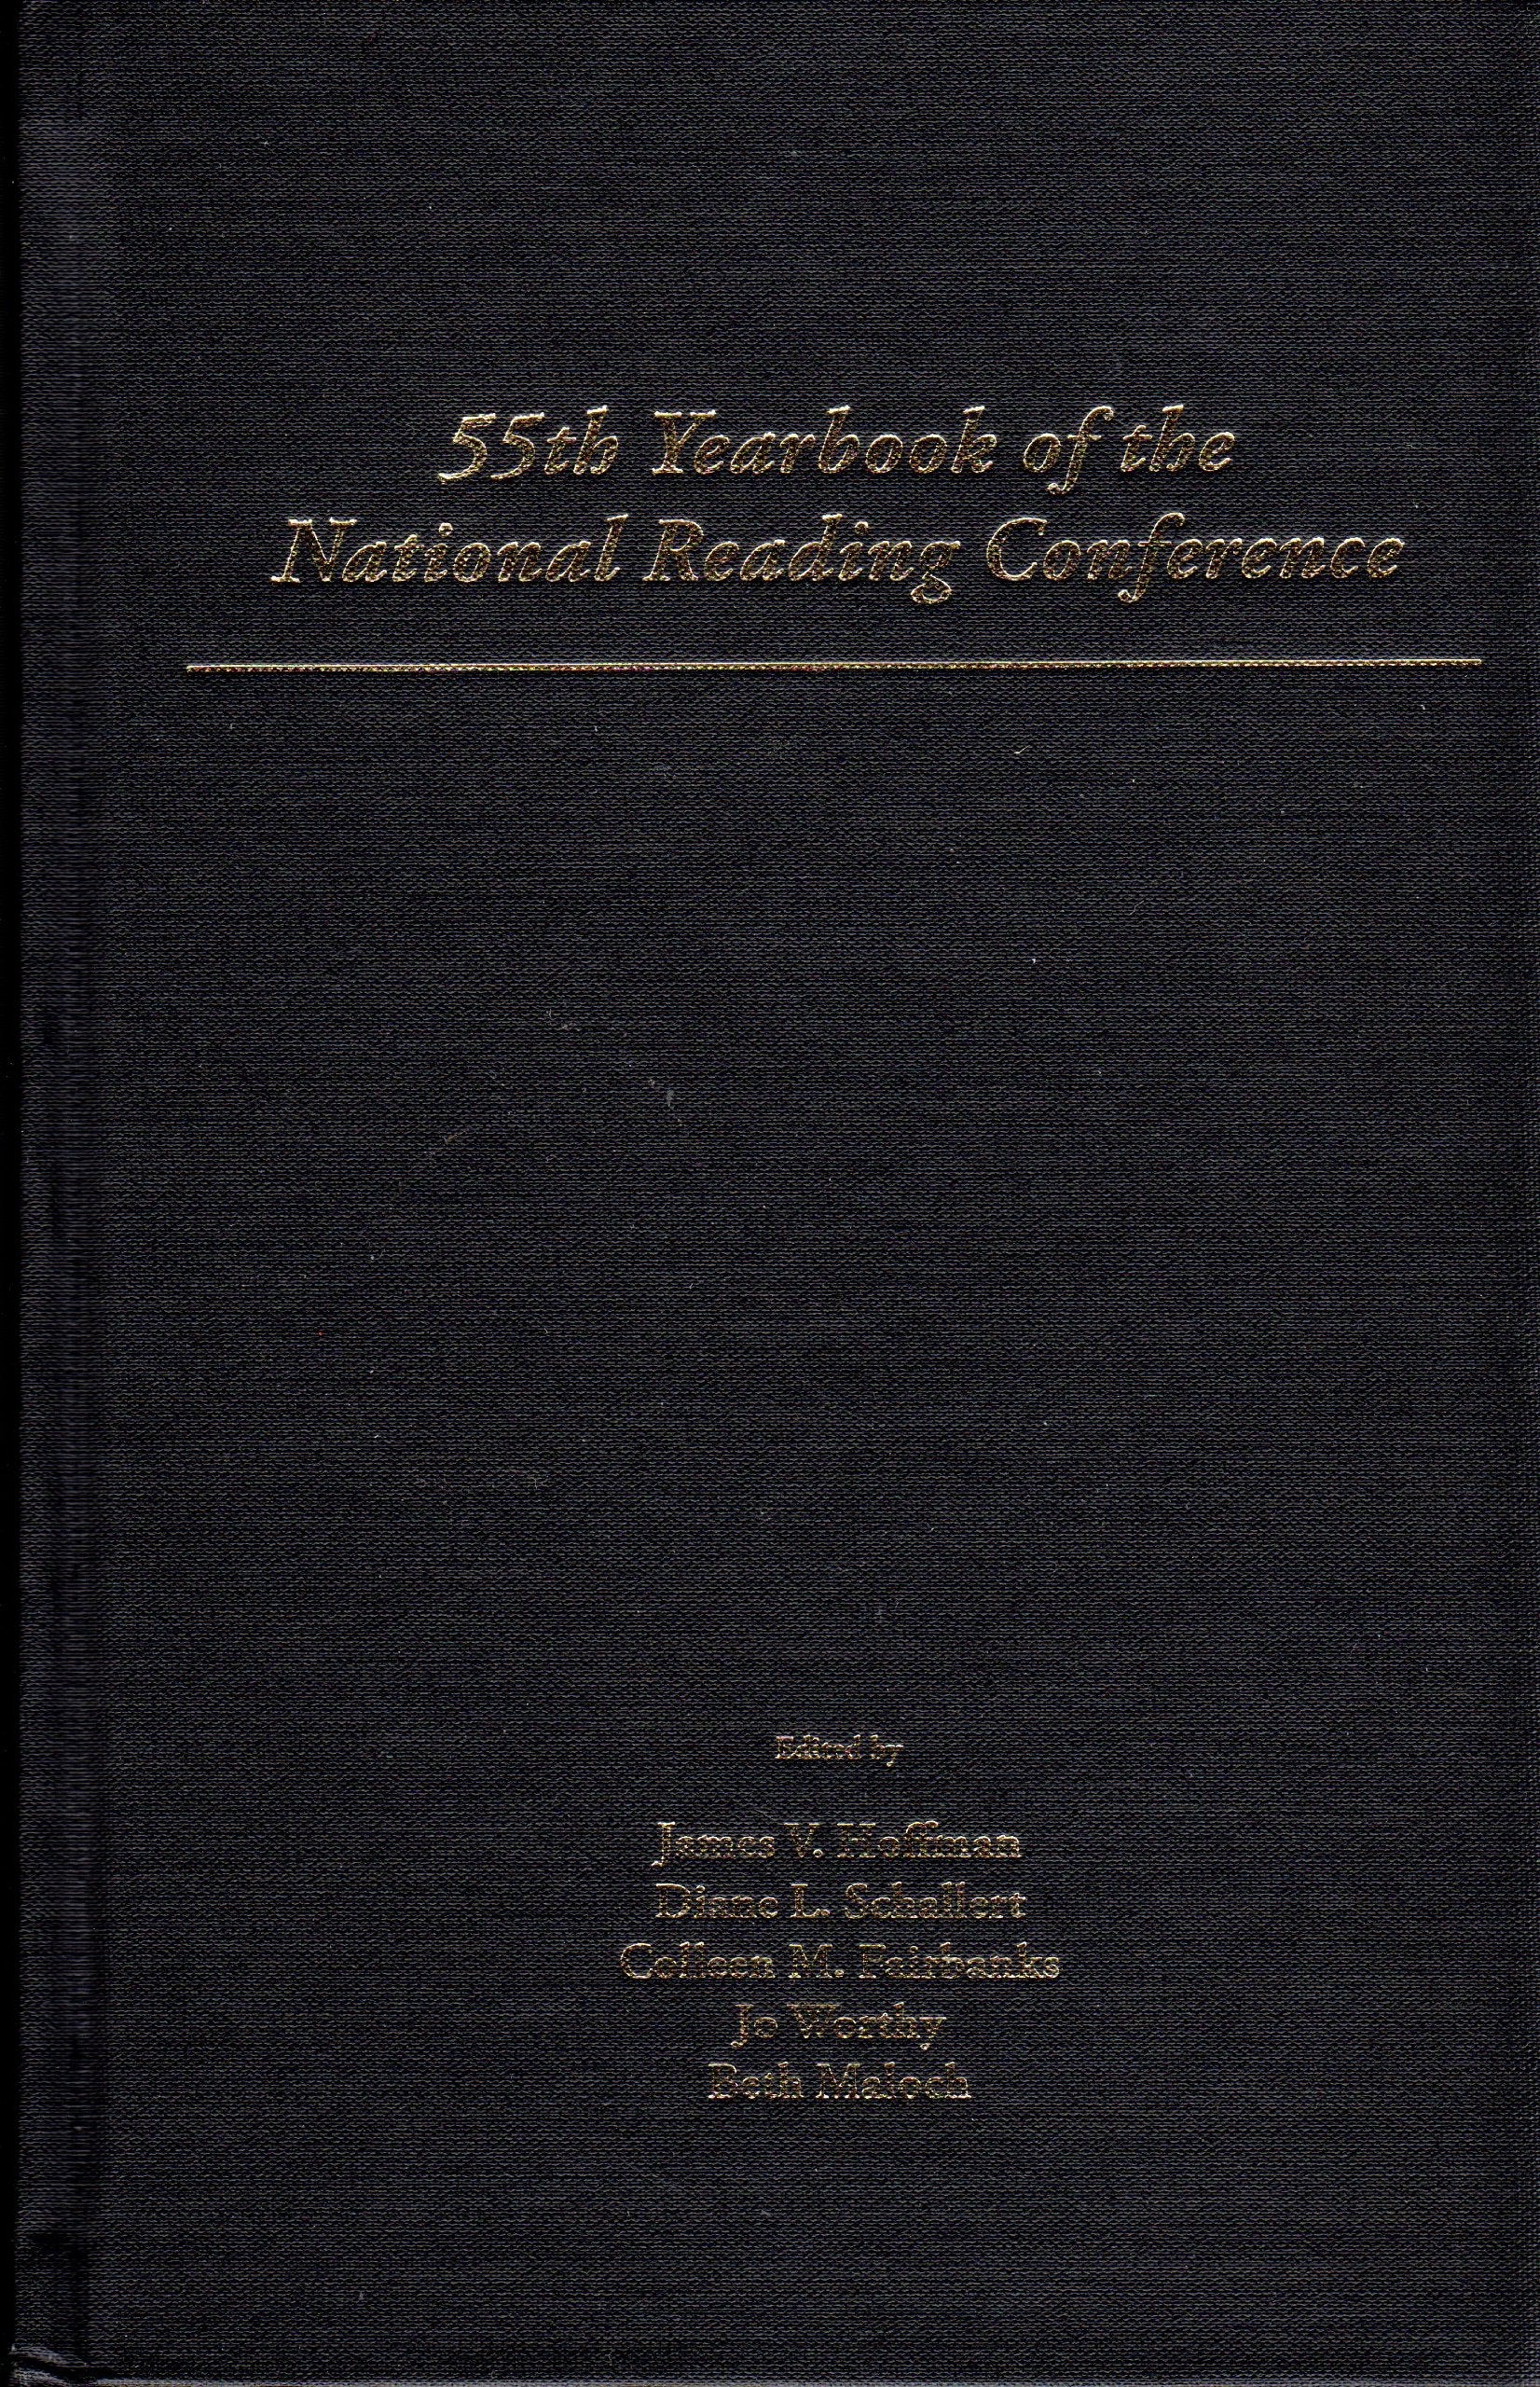 55th Yearbook of the
National Reading Conference
Edited by
James V. Hoffman
Diane L. Schallert
Colleen M. Fairbanks
Jo Worthy
Beth Maloch